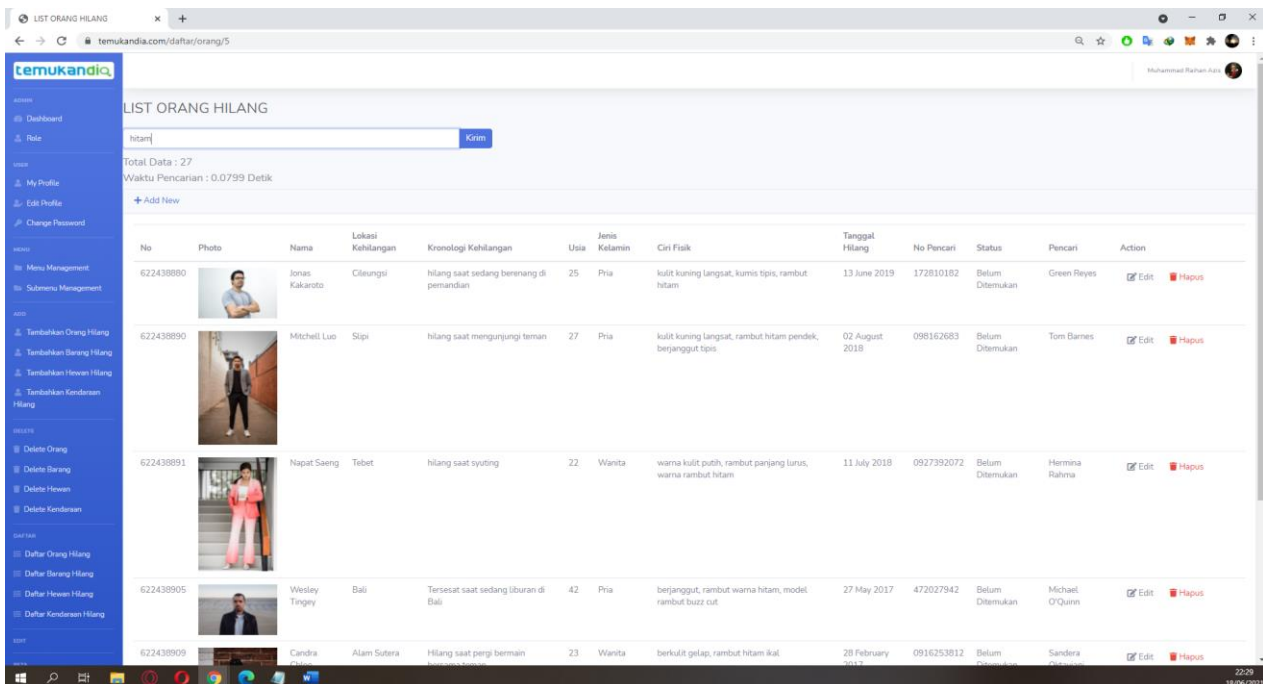 LIST ORANG HILANG
temukandia.com/daftar/orang/5
temukandia
Muhammad Raihan Azis
ADMIN
Dashboard
Role
USER
My Profile
Edit Profile
Change Password
MENU
Menu Management
Submenu Management
ADD
Tambahkan Orang Hilang
Tambahkan Barang Hilang
Tambahkan Hewan Hilang
Tambahkan Kendaraan
Hilang
DELETE
Delete Orang
Delete Barang
Delete Hewan
Delete Kendaraan
DAFTAR
Daftar Orang Hilang
Daftar Barang Hilang
Daftar Hewan Hilang
Daftar Kendaraan Hilang
EDIT
LIST ORANG HILANG
hitam
Kirim
Total Data : 27
Waktu Pencarian : 0.0799 Detik
+ Add New
No Photo Nama Lokasi Kehilangan Kronologi Kehilangan Usia Jenis Kelamin Ciri Fisik Tanggal Hilang No Pencari Status Pencari Action
622438880 Jonas Kakaroto Cileungsi hilang saat sedang berenang di pemandian 25 Pria kulit kuning langsat, kumis tipis, rambut hitam 13 June 2019 172810182 Belum Ditemukan Green Reyes Edit Hapus
622438890 Mitchell Luo Slipi hilang saat mengunjungi teman 27 Pria kulit kuning langsat, rambut hitam pendek, berjanggut tipis 02 August 2018 098162683 Belum Ditemukan Tom Barnes Edit Hapus
622438891 Napat Saeng Tebet hilang saat syuting 22 Wanita warna kulit putih, rambut panjang lurus, warna rambut hitam 11 July 2018 0927392072 Belum Ditemukan Hermina Rahma Edit Hapus
622438905 Wesley Tingey Bali Tersesat saat sedang liburan di Bali 42 Pria berjanggut, rambut warna hitam, model rambut buzz cut 27 May 2017 472027942 Belum Ditemukan Michael O'Quinn Edit Hapus
622438909 Candra Alam Sutera Hilang saat pergi bermain 23 Wanita berkulit gelap, rambut hitam ikal 28 February 0916253812 Belum Sandera Edit Hapus
22:29
18/06/2021